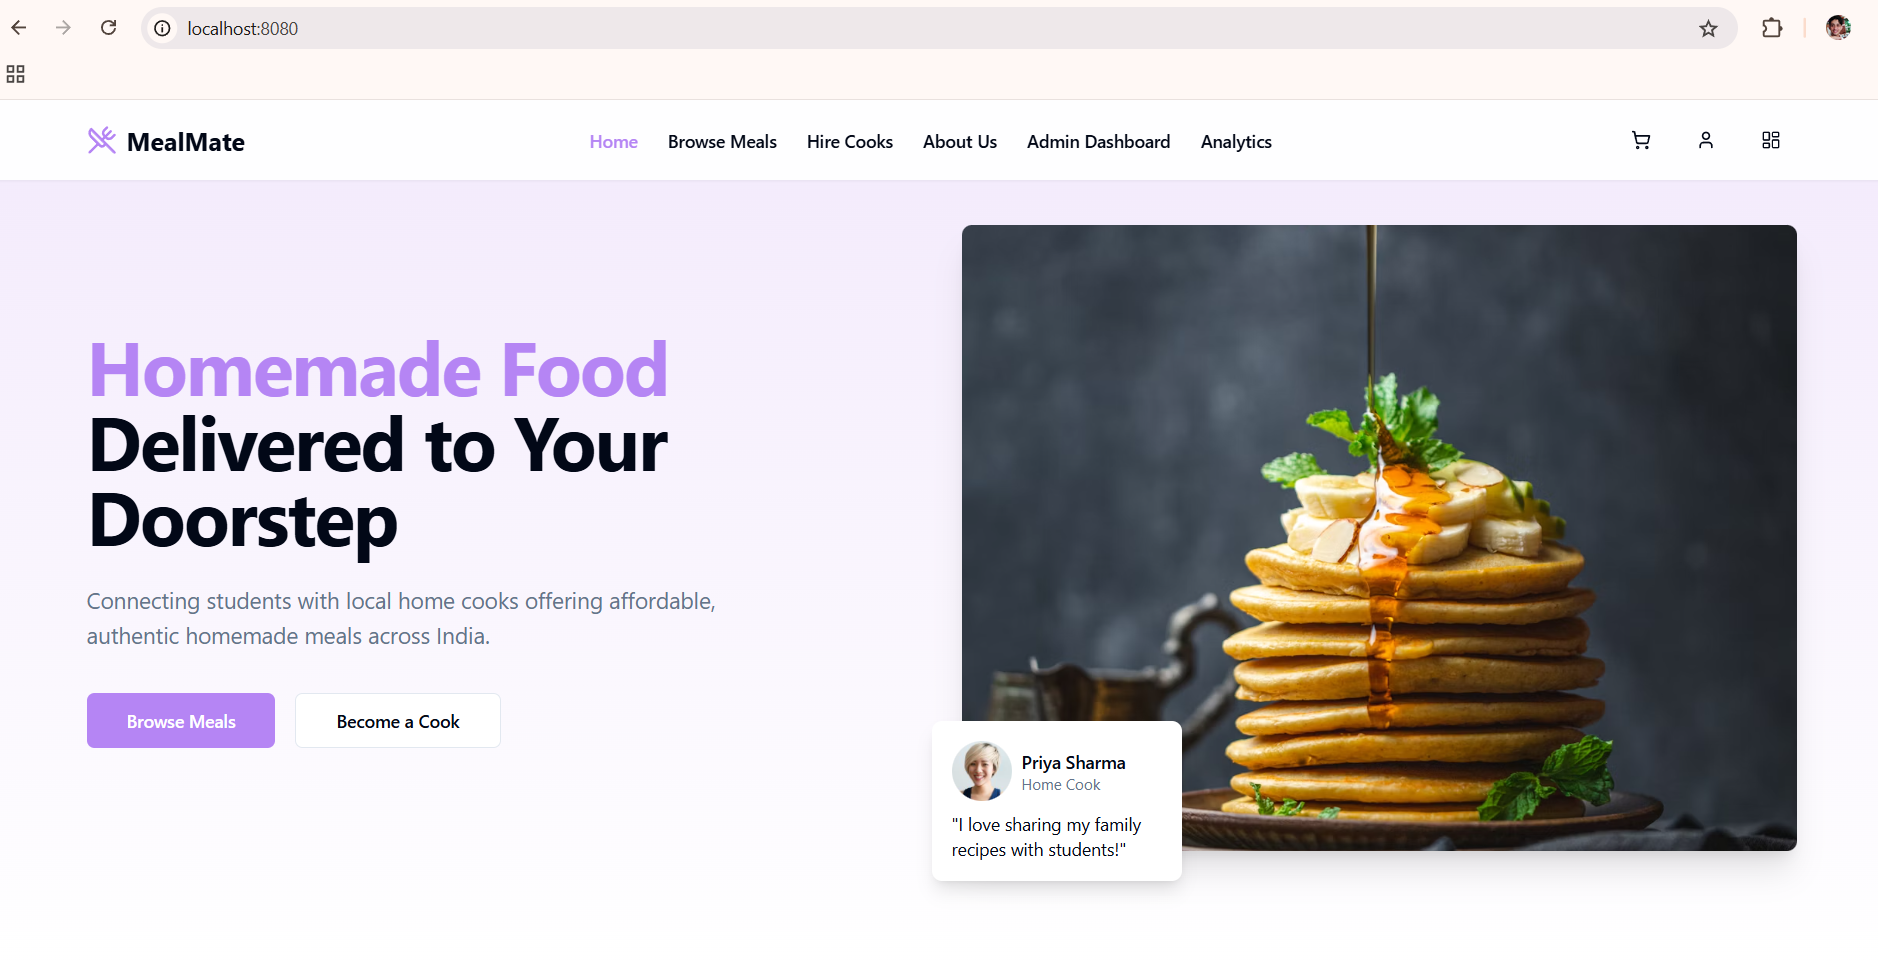 localhost:8080
MealMate
Home Browse Meals Hire Cooks About Us Admin Dashboard Analytics
Homemade Food
Delivered to Your
Doorstep
Connecting students with local home cooks offering affordable,
authentic homemade meals across India.
Browse Meals Become a Cook
Priya Sharma
Home Cook
"I love sharing my family
recipes with students!"